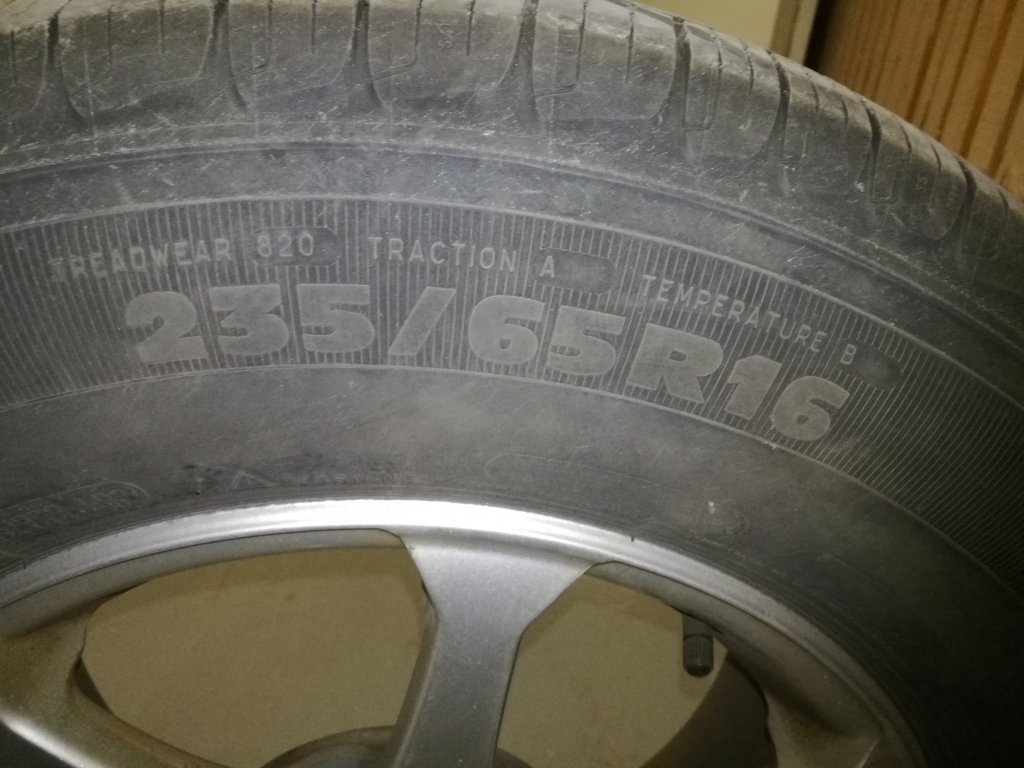 TREADWEAR 820 TRACTION A TEMPERATURE B
235/65R16